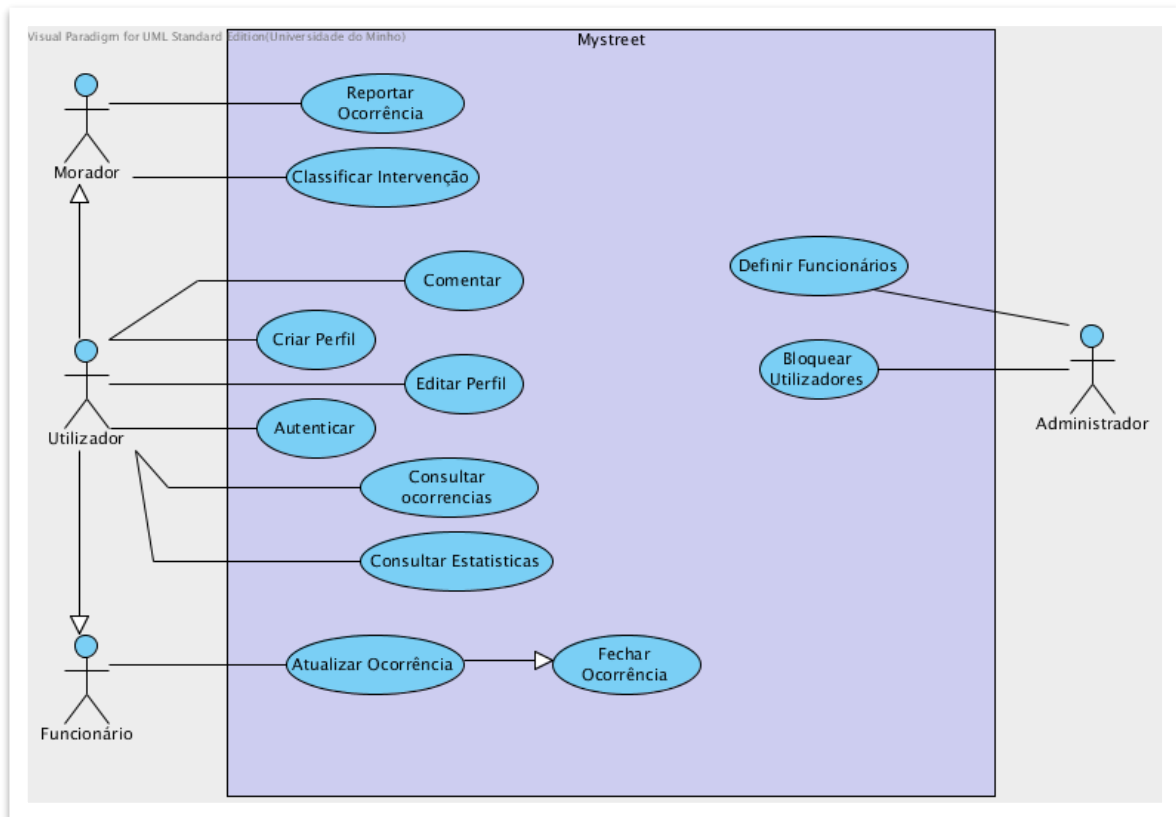 Visual Paradigm for UML Standard Edition(Universidade do Minho)
Mystreet
Reportar
Ocorrência
Morador
Classificar Intervenção
Comentar
Definir Funcionários
Criar Perfil
Bloquear
Utilizadores
Editar Perfil
Administrador
Utilizador
Autenticar
Consultar
ocorrencias
Consultar Estatisticas
Atualizar Ocorrência
Fechar
Ocorrência
Funcionário